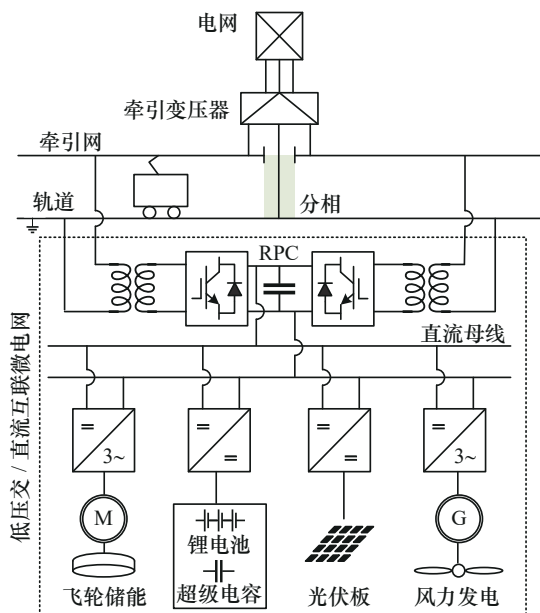 电网
牵引变压器
牵引网
轨道
分相
RPC
直流母线
低压交 / 直流互联微电网
3~
3~
M
G
锂电池
超级电容
飞轮储能
光伏板
风力发电